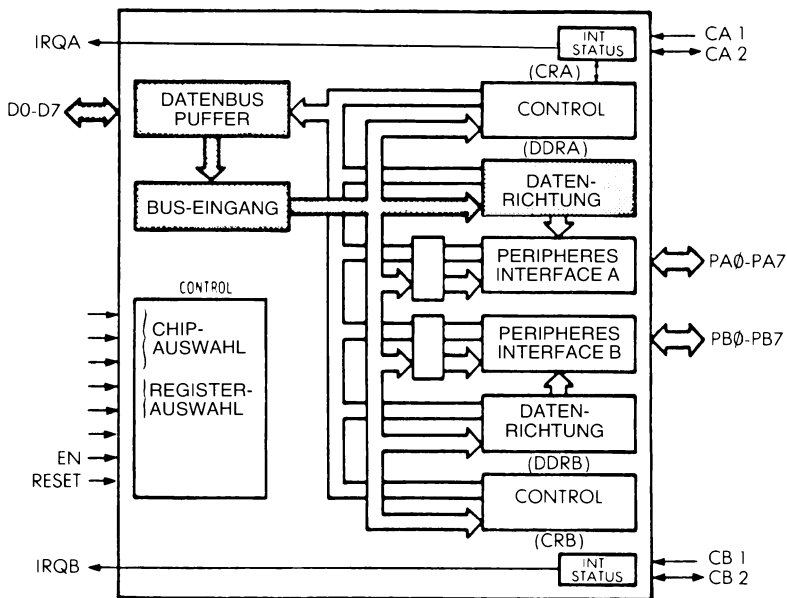 IRQA
INT
STATUS
CA 1
CA 2
(CRA)
D0-D7
DATENBUS
PUFFER
CONTROL
(DDRA)
DATEN-
RICHTUNG
BUS-EINGANG
PERIPHERES
INTERFACE A
PAØ-PA7
CONTROL
CHIP-
AUSWAHL
PERIPHERES
INTERFACE B
PBØ-PB7
REGISTER-
AUSWAHL
DATEN-
RICHTUNG
EN
(DDRB)
RESET
CONTROL
(CRB)
IRQB
INT
STATUS
CB 1
CB 2